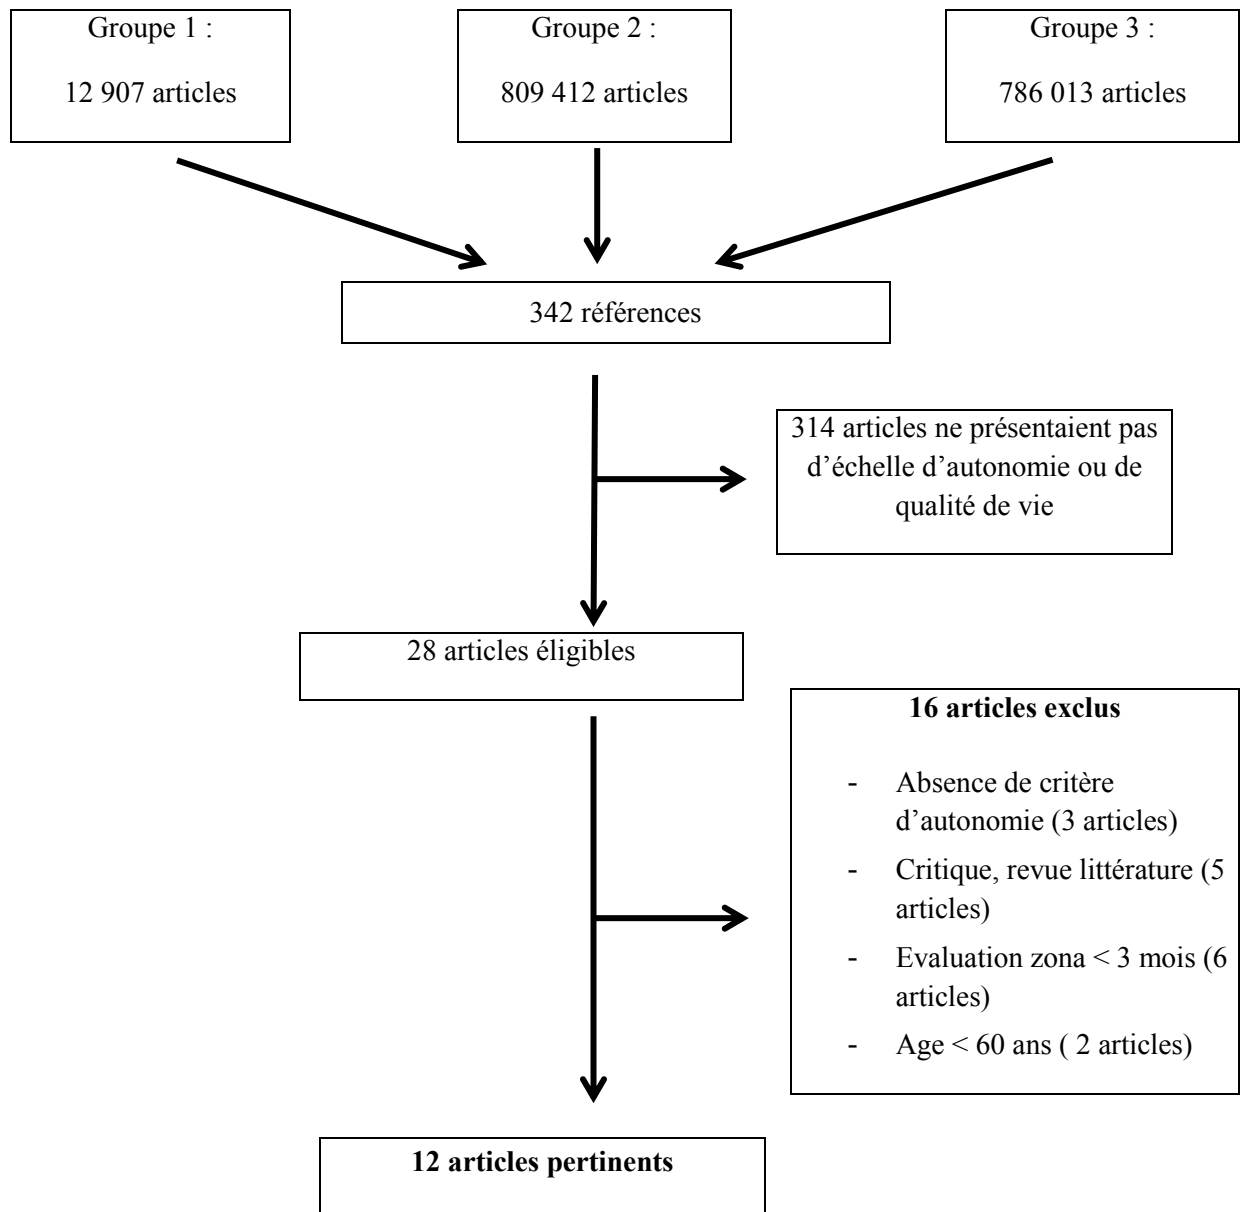 Groupe 1 :
12 907 articles
Groupe 2 :
809 412 articles
Groupe 3 :
786 013 articles
342 références
314 articles ne présentaient pas
d’échelle d’autonomie ou de
qualité de vie
28 articles éligibles
16 articles exclus
- Absence de critère
d’autonomie (3 articles)
- Critique, revue littérature (5
articles)
- Evaluation zona < 3 mois (6
articles)
- Age < 60 ans ( 2 articles)
12 articles pertinents